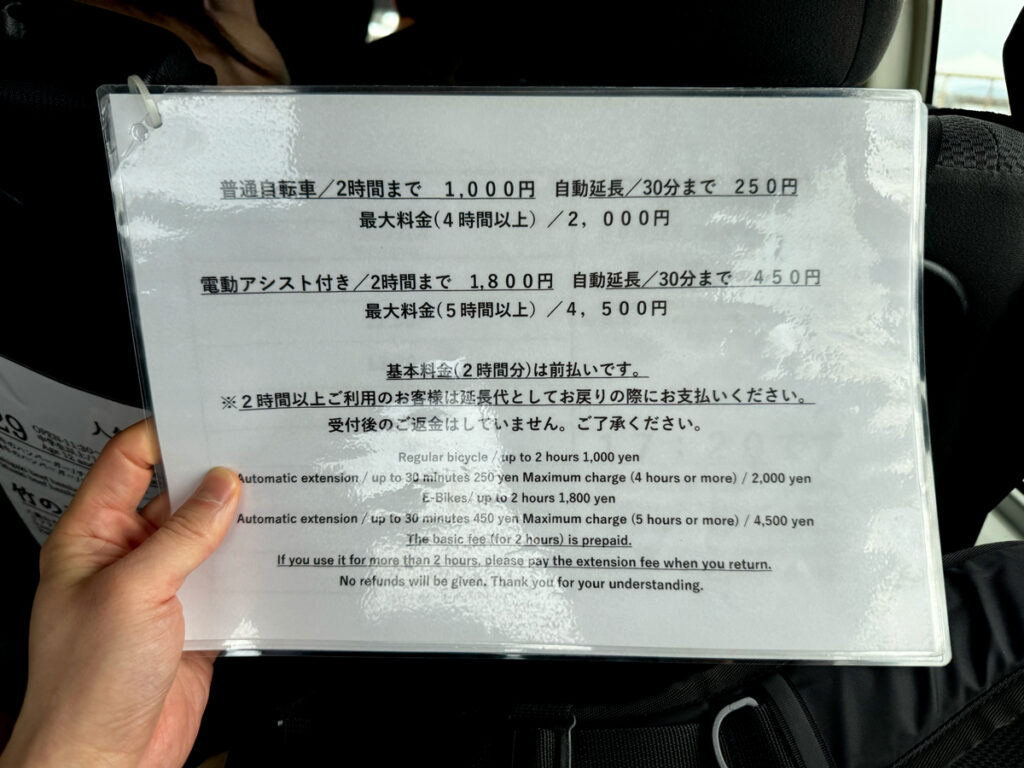 普通自転車／2時間まで　1,０００円　自動延長／30分まで　２５０円
最大料金(４時間以上)　／２，０００円
電動アシスト付き／2時間まで　1,８００円　自動延長／30分まで　４５０円
最大料金(５時間以上)　／４，５００円
基本料金(２時間分)は前払いです。
※２時間以上ご利用のお客様は延長代としてお戻りの際にお支払いください。
受付後のご返金はしていません。ご了承ください。
Regular bicycle / up to 2 hours 1,000 yen
Automatic extension / up to 30 minutes 250 yen Maximum charge (4 hours or more) / 2,000 yen
E-Bikes/ up to 2 hours 1,800 yen
Automatic extension / up to 30 minutes 450 yen Maximum charge (5 hours or more) / 4,500 yen
The basic fee (for 2 hours) is prepaid.
If you use it for more than 2 hours, please pay the extension fee when you return.
No refunds will be given. Thank you for your understanding.